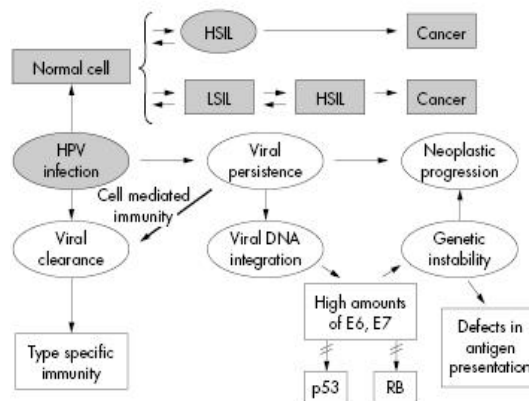 HSIL
Cancer
Normal cell
LSIL
HSIL
Cancer
HPV
infection
Viral
persistence
Neoplastic
progression
Cell mediated
immunity
Viral
clearance
Viral DNA
integration
Genetic
instability
High amounts
of E6, E7
Type specific
immunity
Defects in
antigen
presentation
p53
RB